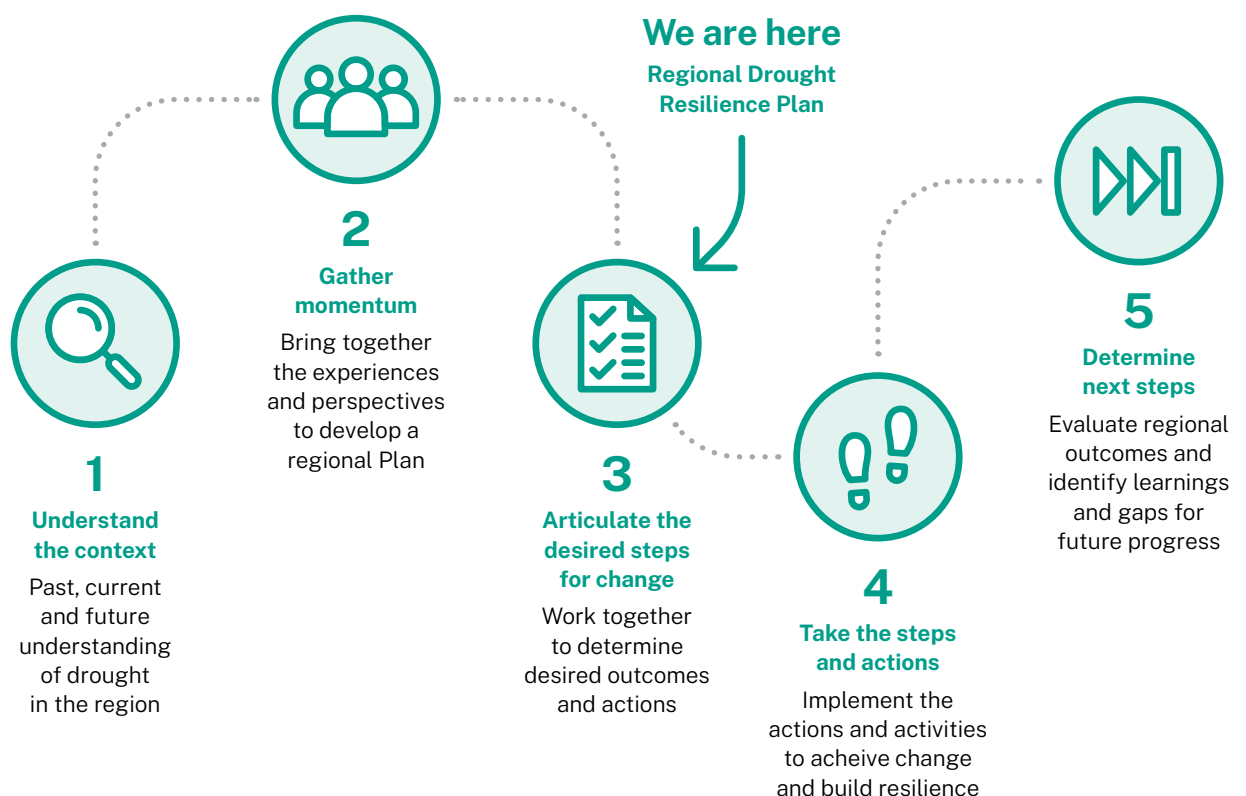 We are here
Regional Drought
Resilience Plan
1
Understand
the context
Past, current
and future
understanding
of drought
in the region
2
Gather
momentum
Bring together
the experiences
and perspectives
to develop a
regional Plan
3
Articulate the
desired steps
for change
Work together
to determine
desired outcomes
and actions
4
Take the steps
and actions
Implement the
actions and activities
to acheive change
and build resilience
5
Determine
next steps
Evaluate regional
outcomes and
identify learnings
and gaps for
future progress